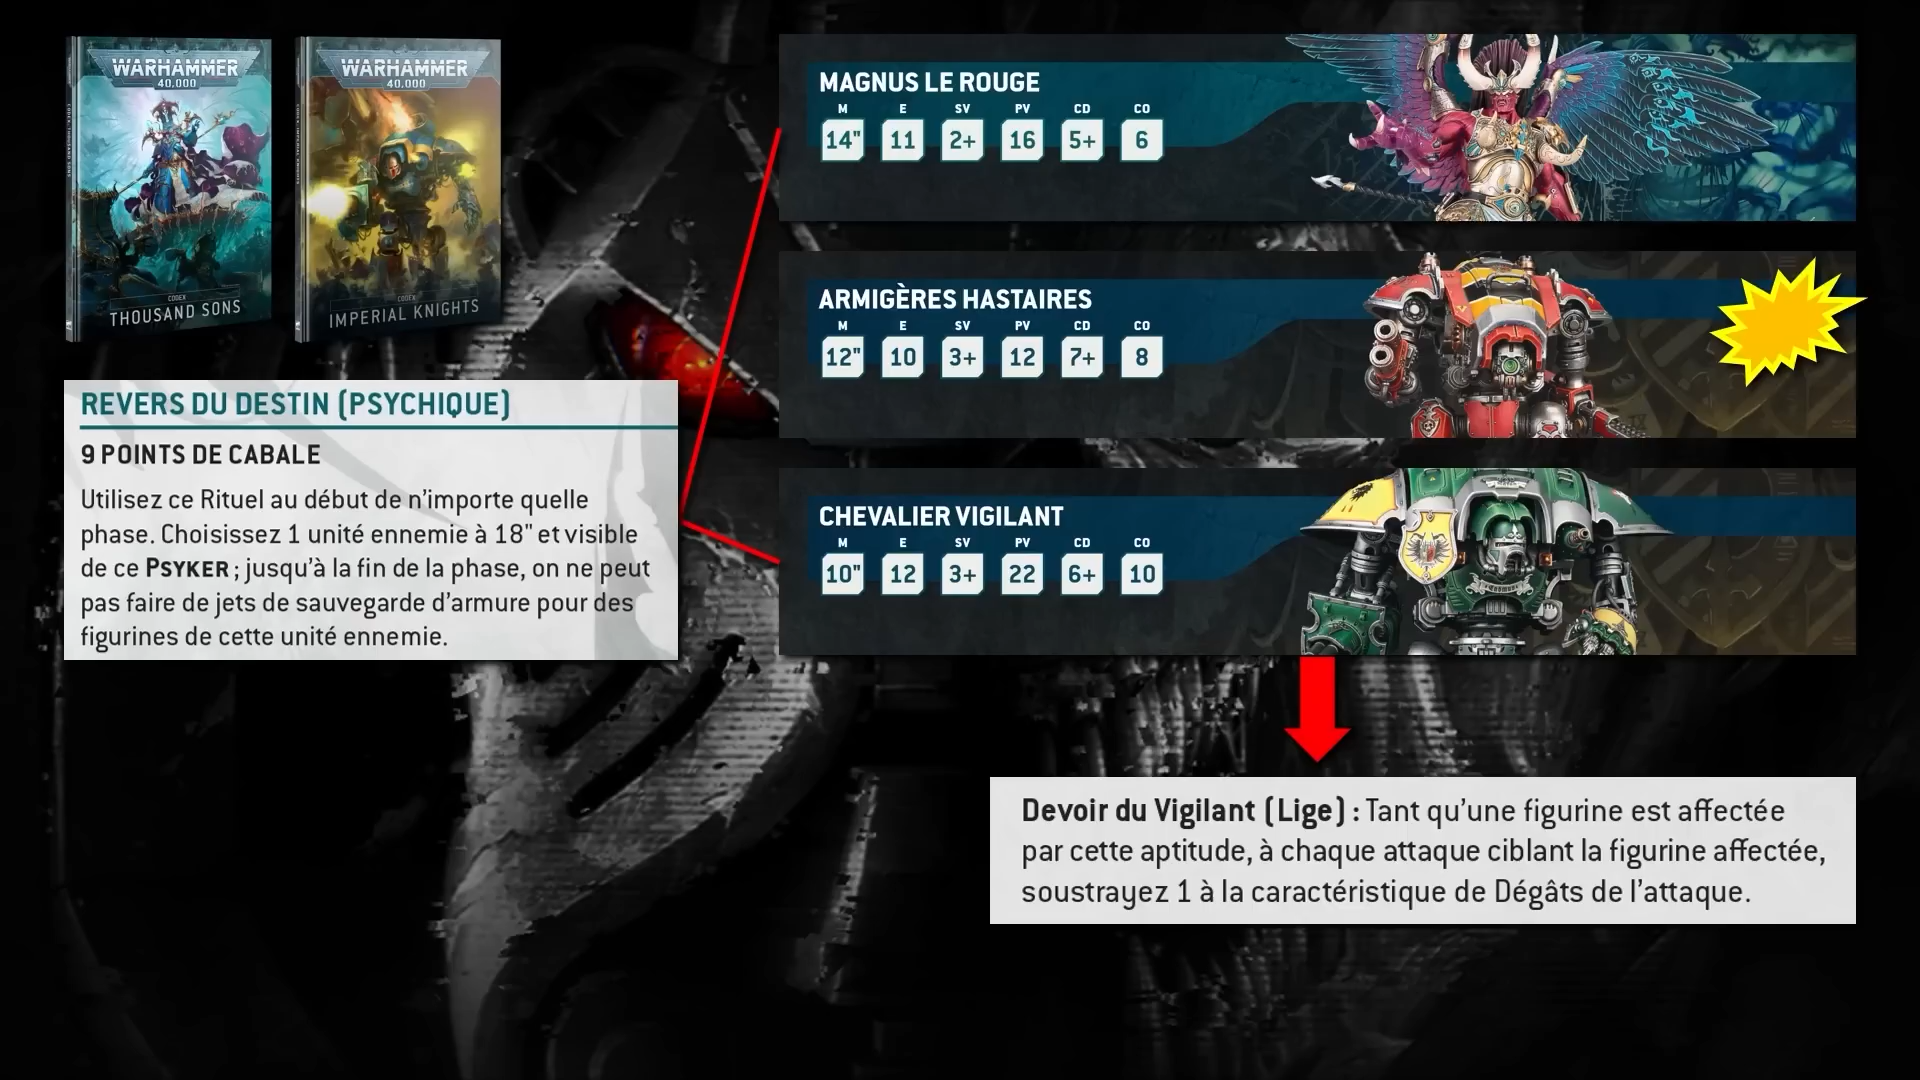 WARHAMMER
40,000
CODEX
THOUSAND SONS
WARHAMMER
40,000
CODEX
IMPERIAL KNIGHTS
REVERS DU DESTIN (PSYCHIQUE)
9 POINTS DE CABALE
Utilisez ce Rituel au début de n’importe quelle
phase. Choisissez 1 unité ennemie à 18" et visible
de ce PSYKER ; jusqu’à la fin de la phase, on ne peut
pas faire de jets de sauvegarde d’armure pour des
figurines de cette unité ennemie.
MAGNUS LE ROUGE
M E SV PV CD CO
14" 11 2+ 16 5+ 6
ARMIGÈRES HASTAIRES
M E SV PV CD CO
12" 10 3+ 12 7+ 8
CHEVALIER VIGILANT
M E SV PV CD CO
10" 12 3+ 22 6+ 10
Devoir du Vigilant (Lige) : Tant qu’une figurine est affectée
par cette aptitude, à chaque attaque ciblant la figurine affectée,
soustrayez 1 à la caractéristique de Dégâts de l’attaque.